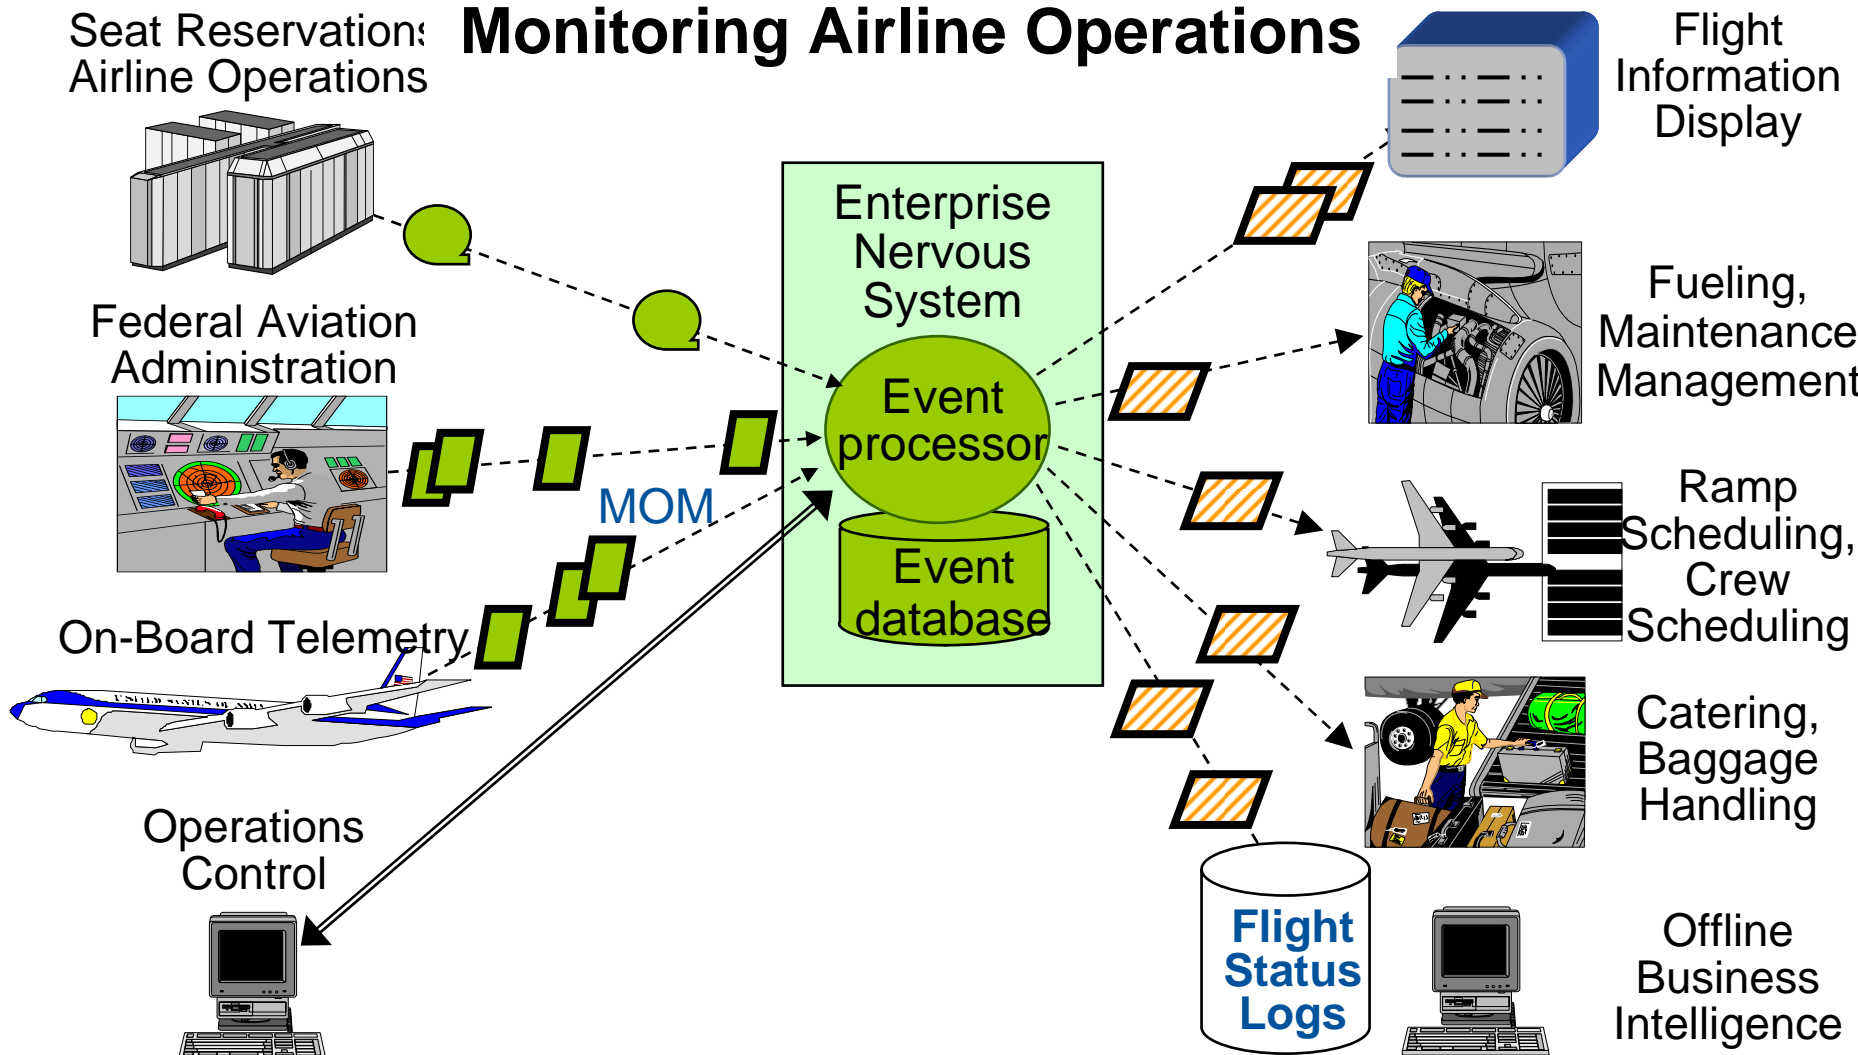 Monitoring Airline Operations
Seat Reservations
Airline Operations
Federal Aviation
Administration
On-Board Telemetry
Operations
Control
MOM
Enterprise
Nervous
System
Event
processor
Event
database
Flight
Information
Display
Fueling,
Maintenance
Management
Ramp
Scheduling,
Crew
Scheduling
Catering,
Baggage
Handling
Flight
Status
Logs
Offline
Business
Intelligence